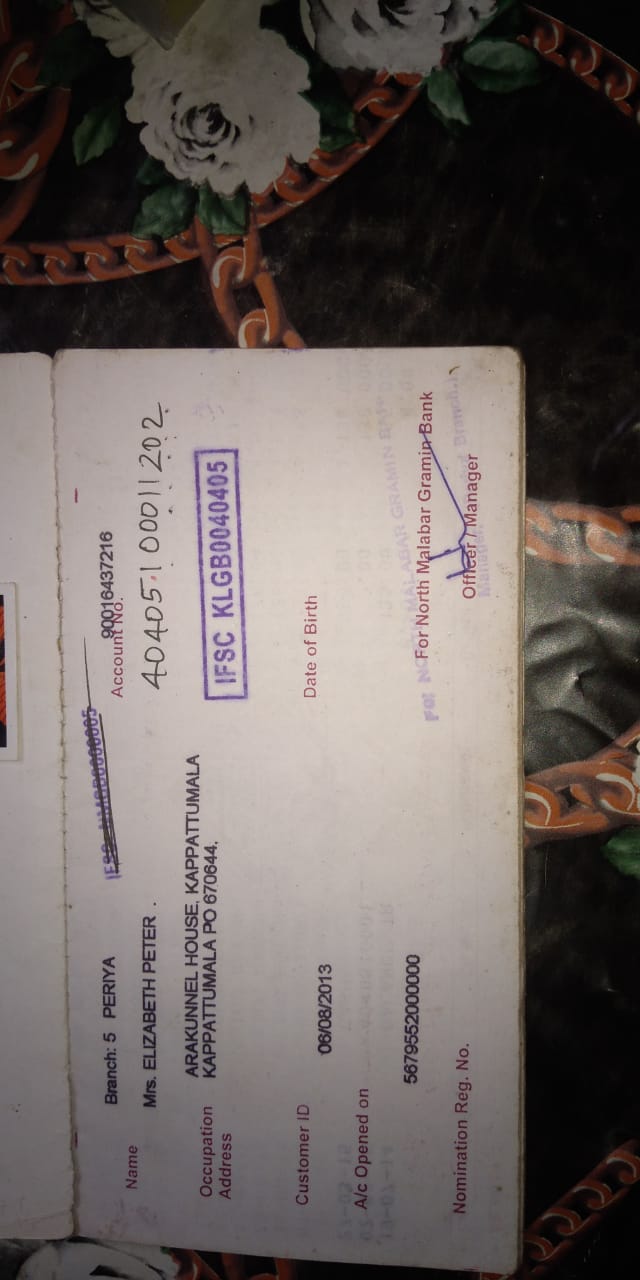 Branch: 5 PERIYA
90016437216
Account No.
Name
Mrs. ELIZABETH PETER .
40405100011202
Occupation
ARAKUNNEL HOUSE, KAPPATTUMALA
Address
KAPPATTUMALA PO 670644,
IFSC KLGB0040405
Customer ID
06/08/2013
Date of Birth
A/c Opened on
5679552000000
For North Malabar Gramin Bank
Nomination Reg. No.
Officer / Manager